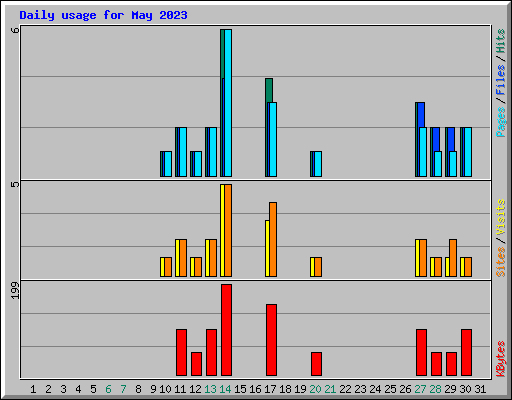 Daily usage for May 2023
6
Pages / Files / Hits
5
Sites / Visits
199
KBytes
1 2 3 4 5 6 7 8 9 10 11 12 13 14 15 16 17 18 19 20 21 22 23 24 25 26 27 28 29 30 31